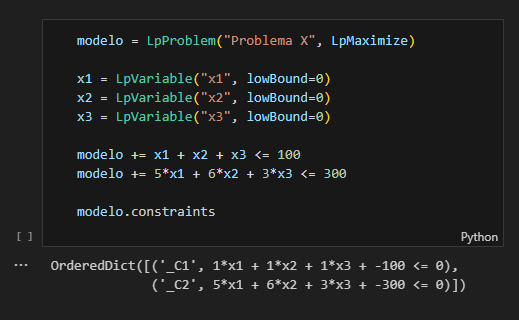 modelo = LpProblem("Problema X", LpMaximize)
x1 = LpVariable("x1", lowBound=0)
x2 = LpVariable("x2", lowBound=0)
x3 = LpVariable("x3", lowBound=0)
modelo += x1 + x2 + x3 <= 100
modelo += 5*x1 + 6*x2 + 3*x3 <= 300
modelo.constraints
[ ]
Python
... OrderedDict([('_C1', 1*x1 + 1*x2 + 1*x3 + -100 <= 0),
('_C2', 5*x1 + 6*x2 + 3*x3 + -300 <= 0)])